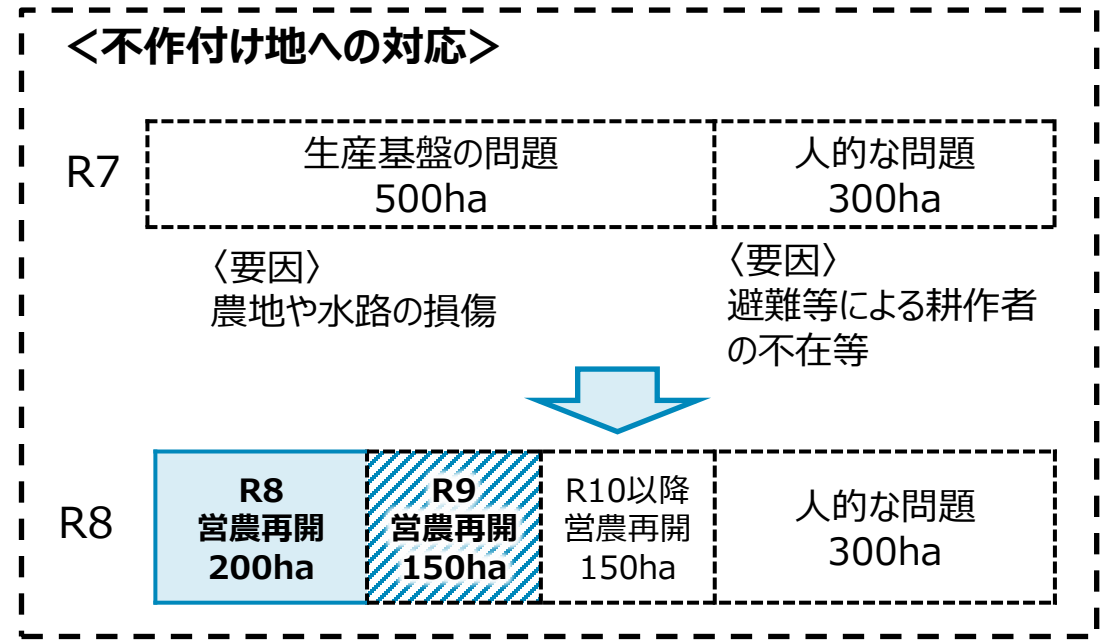 ＜不作付け地への対応＞
R7
生産基盤の問題
500ha
人的な問題
300ha
〈要因〉
農地や水路の損傷
〈要因〉
避難等による耕作者
の不在等
R8
R8
営農再開
200ha
R9
営農再開
150ha
R10以降
営農再開
150ha
人的な問題
300ha